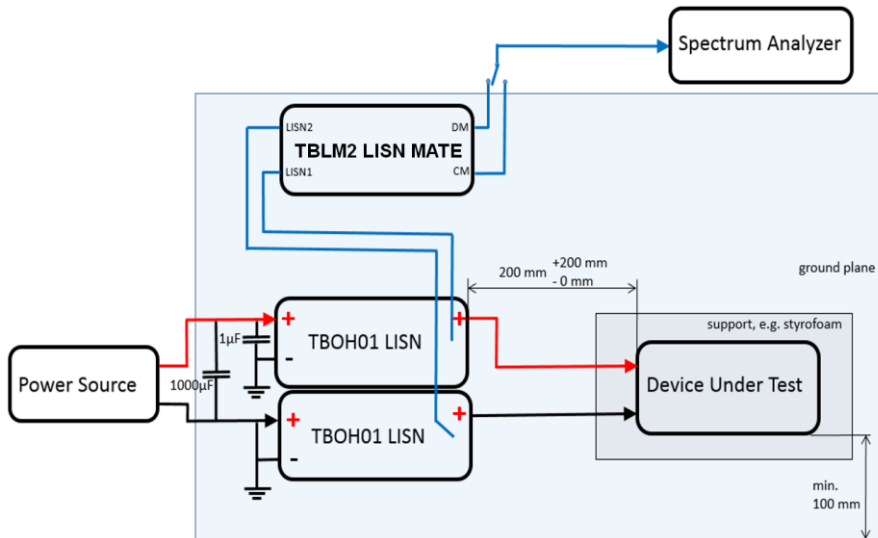 Spectrum Analyzer
LISN2
DM
TBLM2 LISN MATE
LISN1
CM
200 mm
+200 mm
- 0 mm
ground plane
support, e.g. styrofoam
+
+
1µF
TBOH01 LISN
-
Power Source
1000µF
Device Under Test
+
+
TBOH01 LISN
-
min.
100 mm